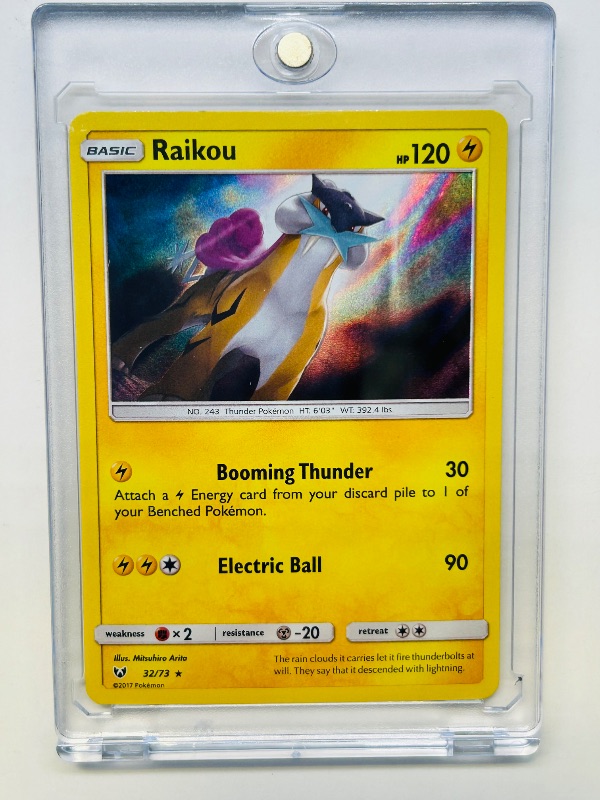 BASIC Raikou HP 120
NO. 243 Thunder Pokémon HT: 6'03" WT: 392.4 lbs
Booming Thunder 30
Attach a Energy card from your discard pile to 1 of
your Benched Pokémon.
Electric Ball 90
weakness ×2 resistance -20 retreat
Illus. Mitsuhiro Arita
32/73 ★
©2017 Pokémon
The rain clouds it carries let it fire thunderbolts at
will. They say that it descended with lightning.